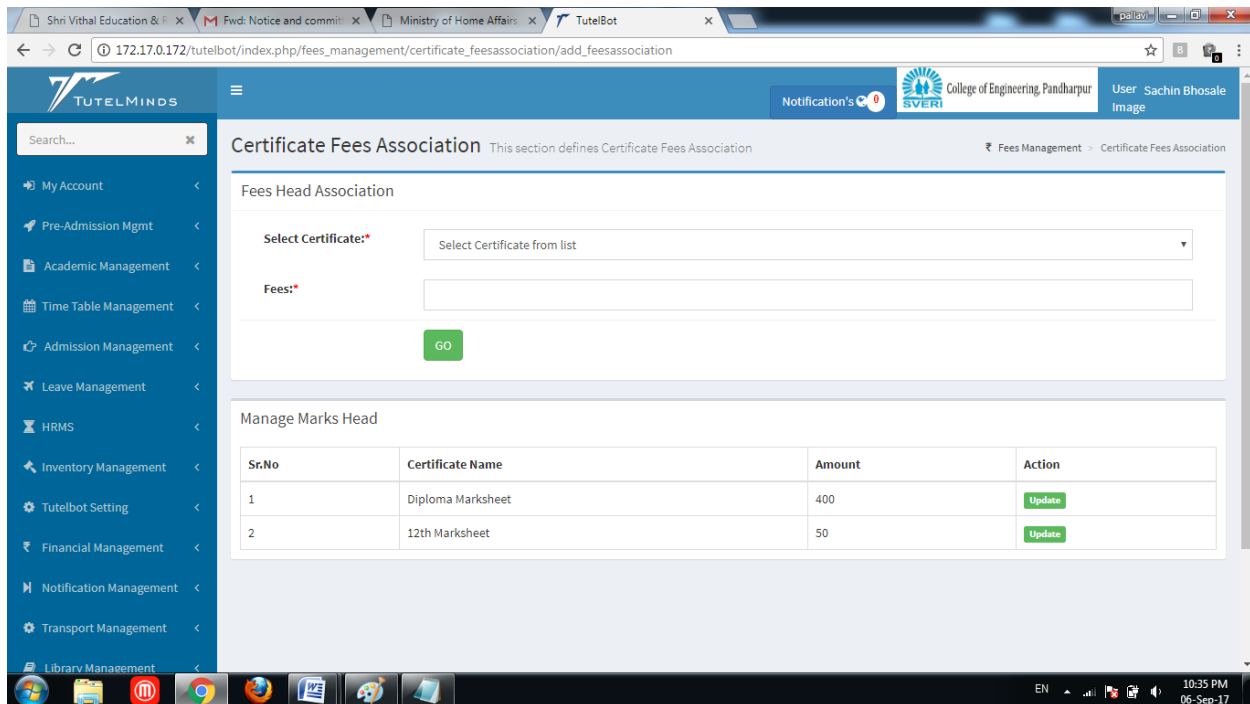 Shri Vithal Education & R
Fwd: Notice and committ
Ministry of Home Affairs
TutelBot
pallavi
172.17.0.172/tutelbot/index.php/fees_management/certificate_feesassociation/add_feesassociation
TUTELMINDS
Notification's 0
SVERI
College of Engineering, Pandharpur
User Image
Sachin Bhosale
Search...
Certificate Fees Association This section defines Certificate Fees Association
₹ Fees Management > Certificate Fees Association
My Account
Pre-Admission Mgmt
Academic Management
Time Table Management
Admission Management
Leave Management
HRMS
Inventory Management
Tutelbot Setting
₹ Financial Management
Notification Management
Transport Management
Library Management
Fees Head Association
Select Certificate:* Select Certificate from list
Fees:*
GO
Manage Marks Head
Sr.No Certificate Name Amount Action
1 Diploma Marksheet 400 Update
2 12th Marksheet 50 Update
EN
10:35 PM
06-Sep-17